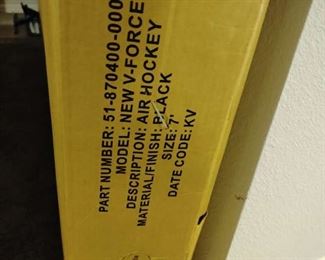 PART NUMBER: 51-870400-000
MODEL: NEW V-FORCE
DESCRIPTION: AIR HOCKEY
MATERIAL/FINISH: BLACK
SIZE: 7'
DATE CODE: KV